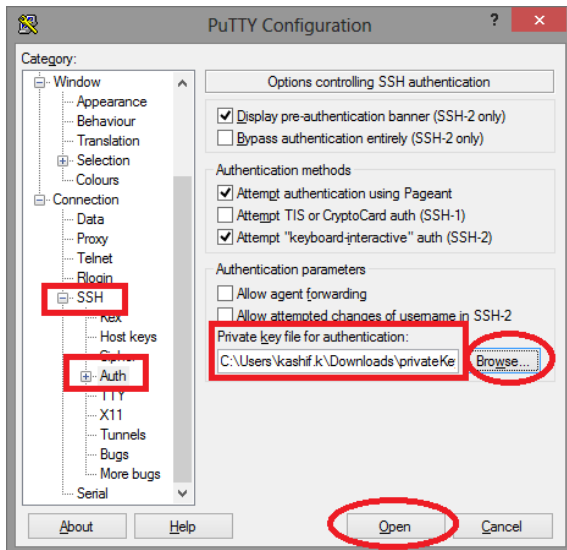 PuTTY Configuration
?
×
Category:
Window
Appearance
Behaviour
Translation
Selection
Colours
Connection
Data
Proxy
Telnet
Rlogin
SSH
Kex
Host keys
Cipher
Auth
TTY
X11
Tunnels
Bugs
More bugs
Serial
Options controlling SSH authentication
Display pre-authentication banner (SSH-2 only)
Bypass authentication entirely (SSH-2 only)
Authentication methods
Attempt authentication using Pageant
Attempt TIS or CryptoCard auth (SSH-1)
Attempt "keyboard-interactive" auth (SSH-2)
Authentication parameters
Allow agent forwarding
Allow attempted changes of username in SSH-2
Private key file for authentication:
C:\Users\kashif.k\Downloads\privateKe
Browse...
About
Help
Open
Cancel